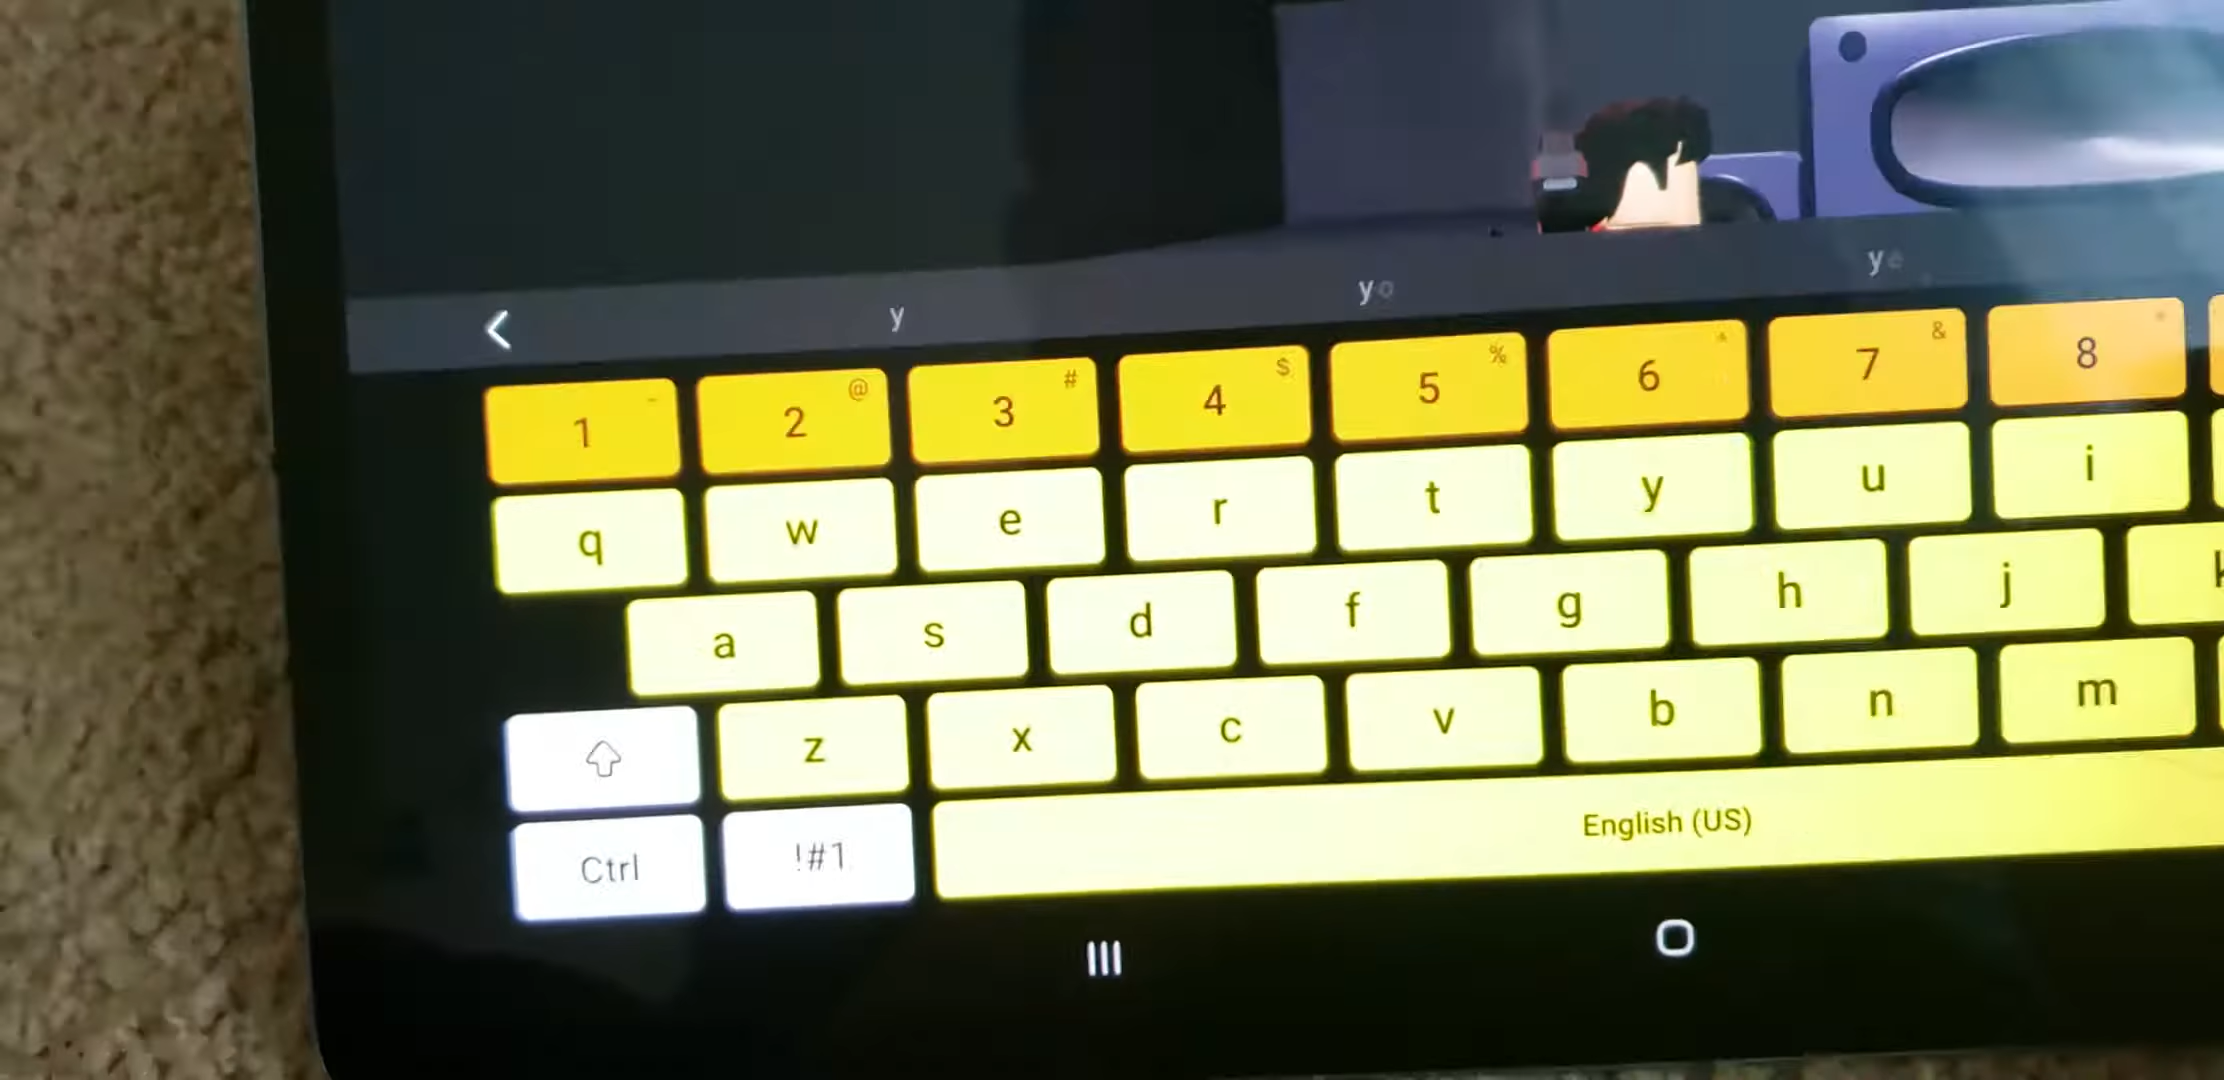 y yo ye
1 2 @ 3 # 4 $ 5 % 6 ^ 7 & 8 *
q w e r t y u i
a s d f g h j
z x c v b n m
Ctrl !#1 English (US)